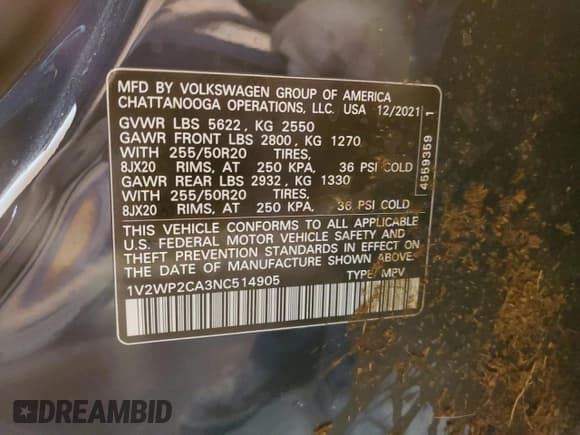 MFD BY VOLKSWAGEN GROUP OF AMERICA
CHATTANOOGA OPERATIONS, LLC. USA 12/2021
GVWR LBS 5622, KG 2550
GAWR FRONT LBS 2800, KG 1270
WITH 255/50R20 TIRES,
8JX20 RIMS, AT 250 KPA, 36 PSI COLD
GAWR REAR LBS 2932, KG 1330
WITH 255/50R20 TIRES,
8JX20 RIMS, AT 250 KPA, 36 PSI COLD
THIS VEHICLE CONFORMS TO ALL APPLICABLE
U.S. FEDERAL MOTOR VEHICLE SAFETY AND
THEFT PREVENTION STANDARDS IN EFFECT ON
THE DATE OF MANUFACTURE SHOWN ABOVE.
1V2WP2CA3NC514905 TYPE: MPV
4559359 1
DREAMBID